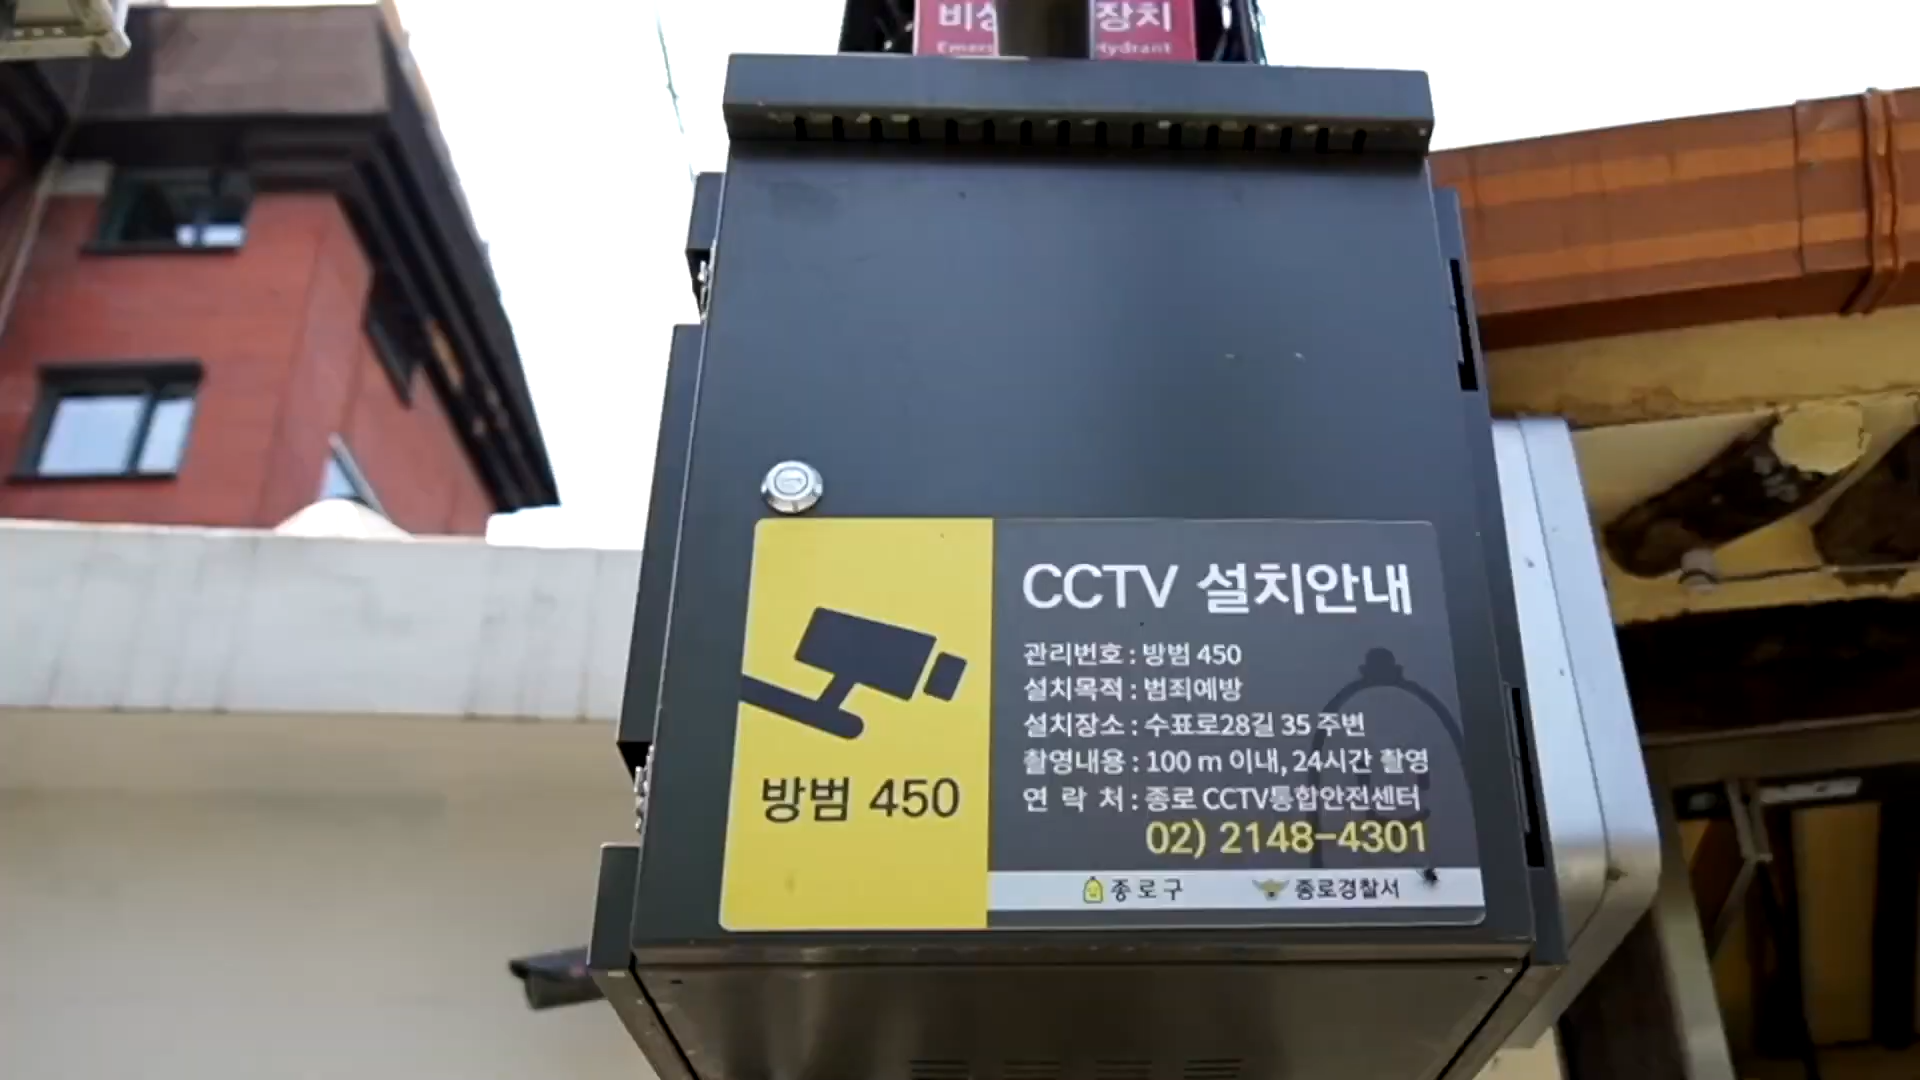 장치
방범 450
CCTV 설치안내
관리번호 : 방범 450
설치목적 : 범죄예방
설치장소 : 수표로28길 35 주변
촬영내용 : 100 m 이내, 24시간 촬영
연 락 처 : 종로 CCTV통합안전센터
02) 2148-4301
종로구
종로경찰서